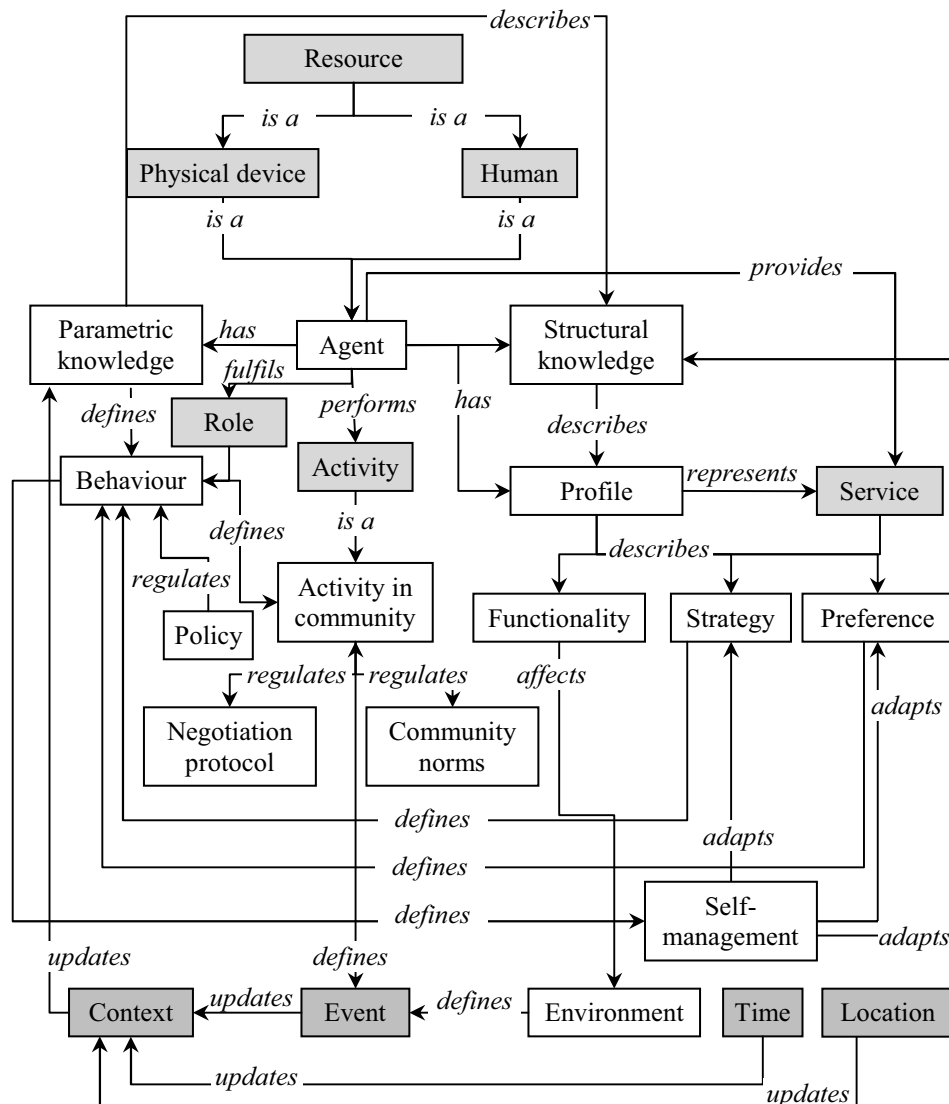 describes
Resource
is a
is a
Physical device
Human
is a
is a
provides
Parametric
knowledge
has
Agent
Structural
knowledge
fulfils
defines
Role
performs
has
describes
Activity
Behaviour
Profile
represents
Service
is a
defines
describes
regulates
Activity in
community
Functionality
Strategy
Preference
Policy
regulates
regulates
affects
adapts
Negotiation
protocol
Community
norms
defines
adapts
defines
Self-
management
defines
adapts
updates
defines
Context
updates
Event
defines
Environment
Time
Location
updates
updates